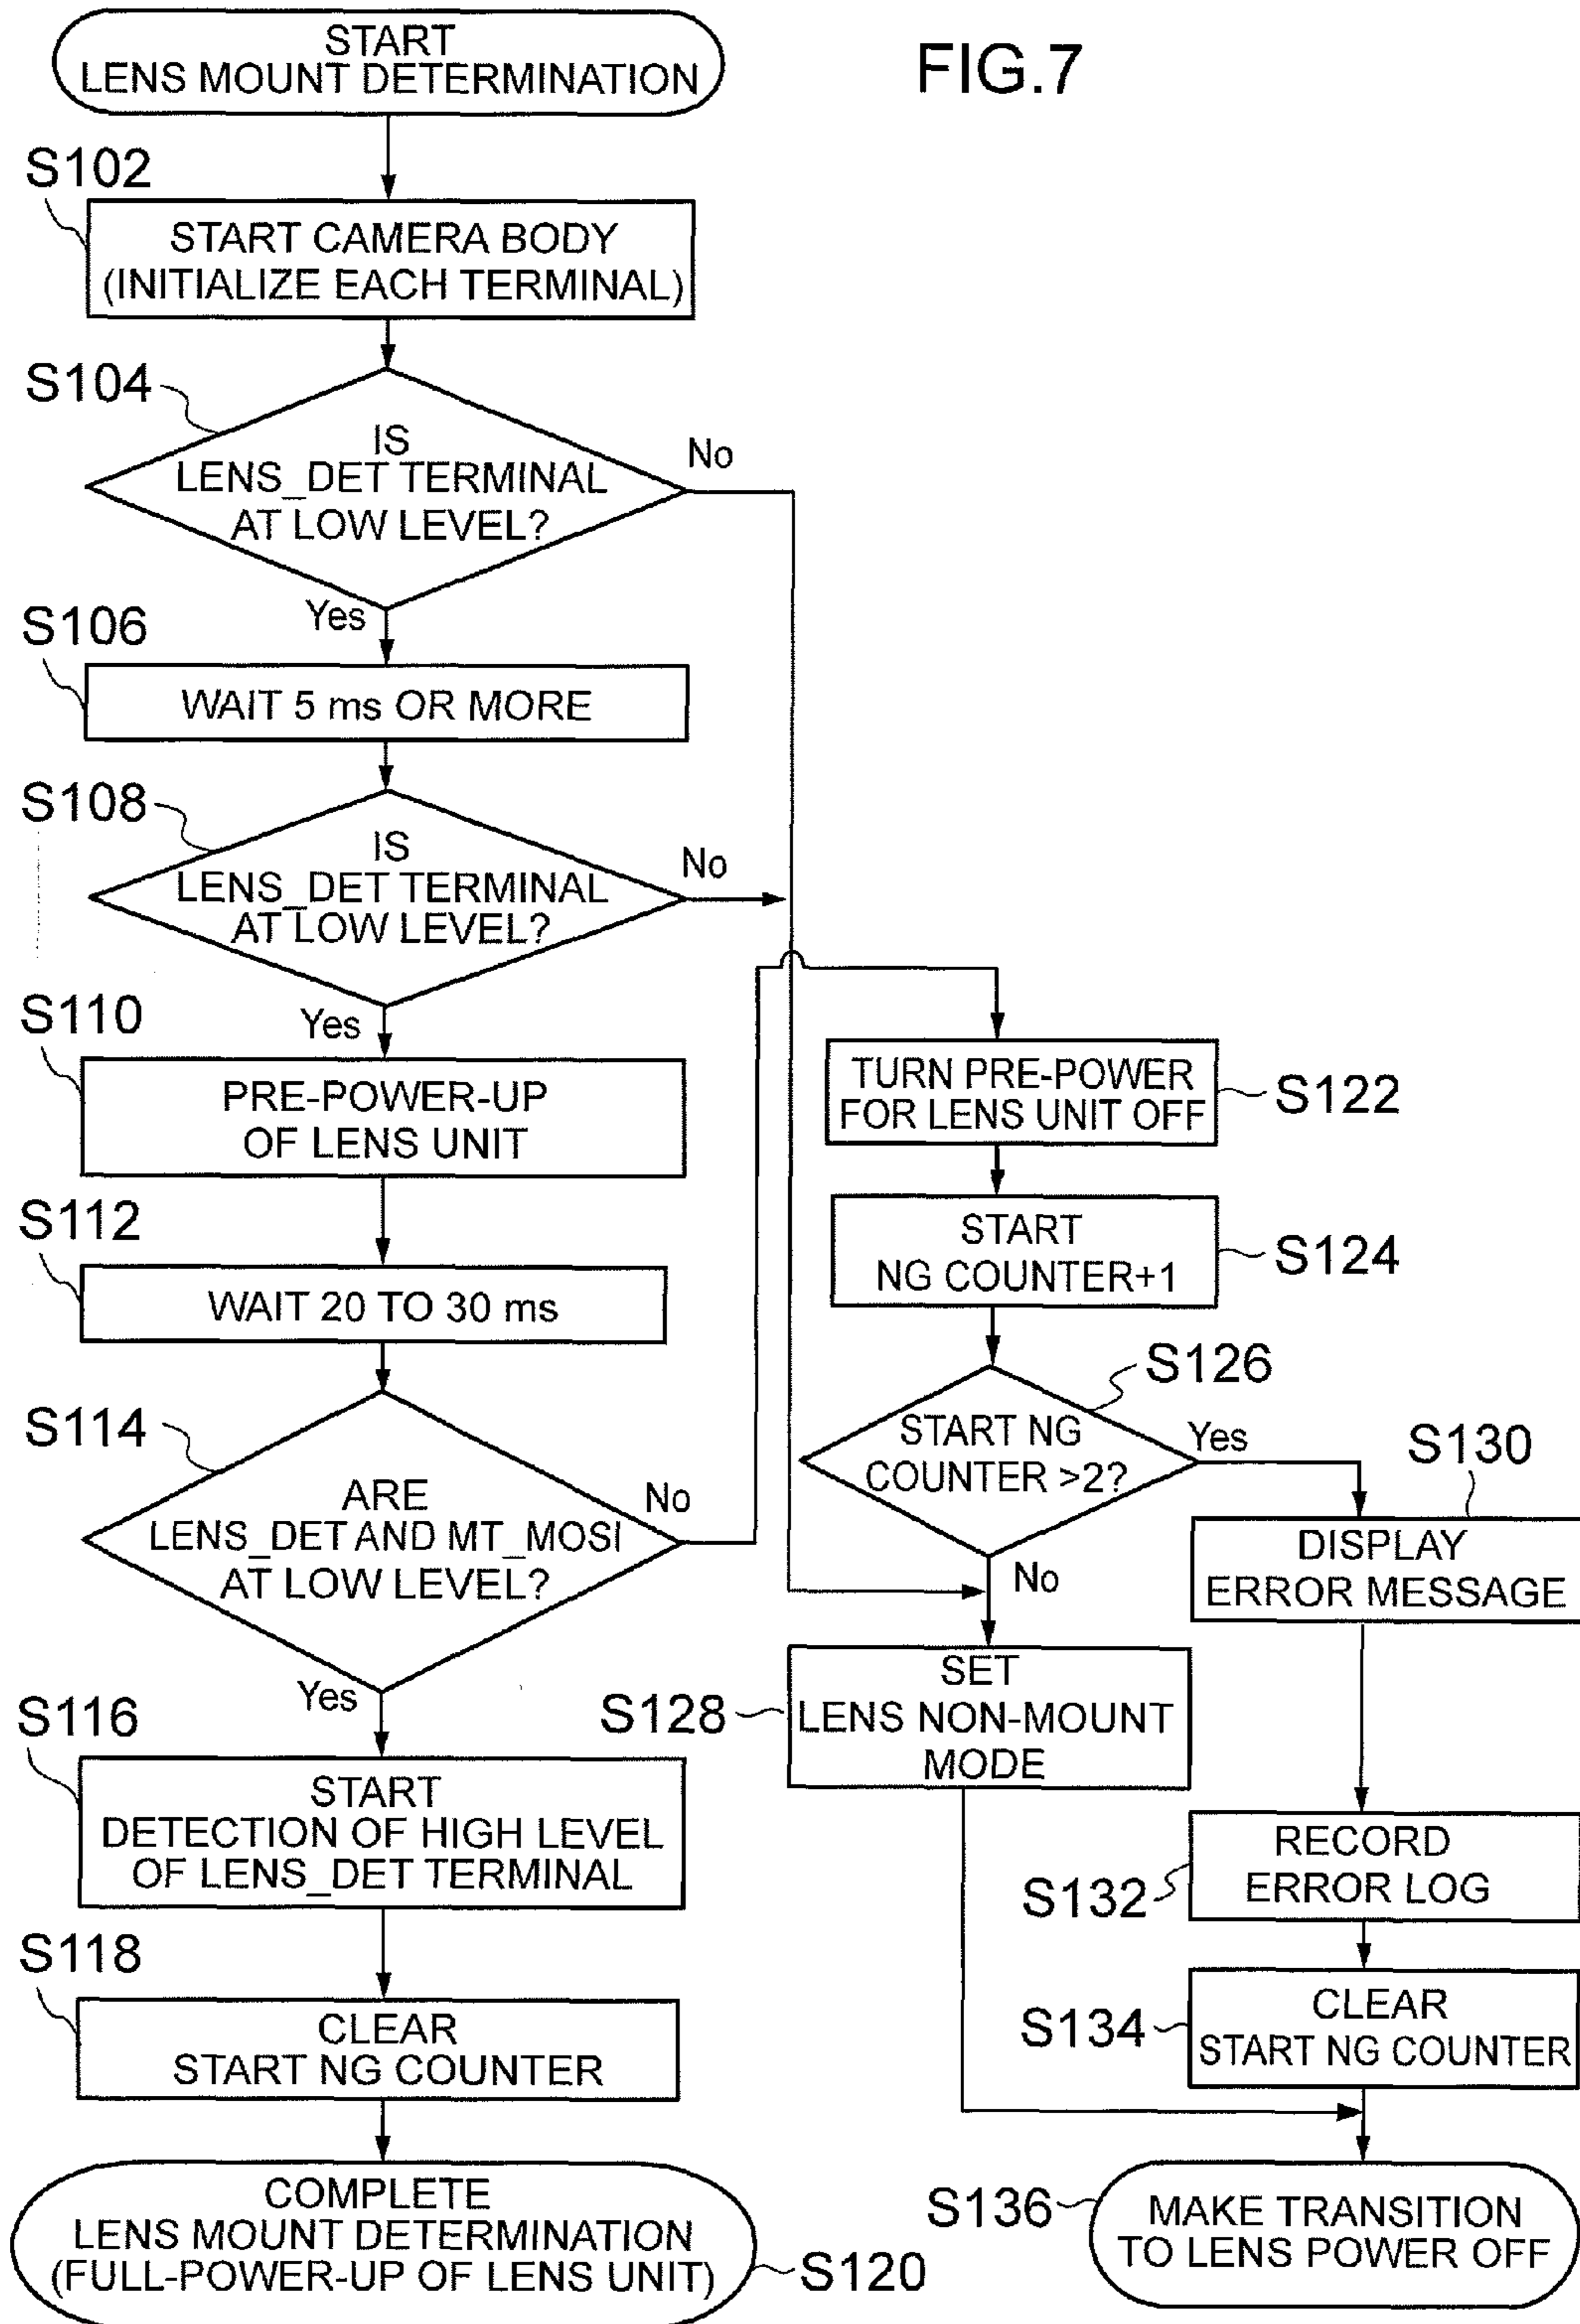 START
LENS MOUNT DETERMINATION
FIG.7
S102
START CAMERA BODY
(INITIALIZE EACH TERMINAL)
S104
IS
LENS_DET TERMINAL
AT LOW LEVEL?
No
Yes
S106
WAIT 5 ms OR MORE
S108
IS
LENS_DET TERMINAL
AT LOW LEVEL?
No
Yes
S110
PRE-POWER-UP
OF LENS UNIT
S112
WAIT 20 TO 30 ms
S114
ARE
LENS_DET AND MT_MOSI
AT LOW LEVEL?
No
Yes
S116
START
DETECTION OF HIGH LEVEL
OF LENS_DET TERMINAL
S118
CLEAR
START NG COUNTER
COMPLETE
LENS MOUNT DETERMINATION
(FULL-POWER-UP OF LENS UNIT)
S120
TURN PRE-POWER
FOR LENS UNIT OFF
S122
START
NG COUNTER+1
S124
S126
START NG
COUNTER >2?
Yes
No
S128
SET
LENS NON-MOUNT
MODE
S130
DISPLAY
ERROR MESSAGE
S132
RECORD
ERROR LOG
S134
CLEAR
START NG COUNTER
S136
MAKE TRANSITION
TO LENS POWER OFF